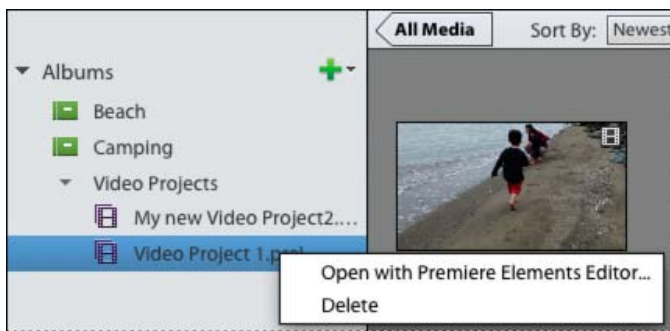 All Media
Sort By: Newest
Albums
Beach
Camping
Video Projects
My new Video Project2....
Video Project 1.prel
Open with Premiere Elements Editor...
Delete